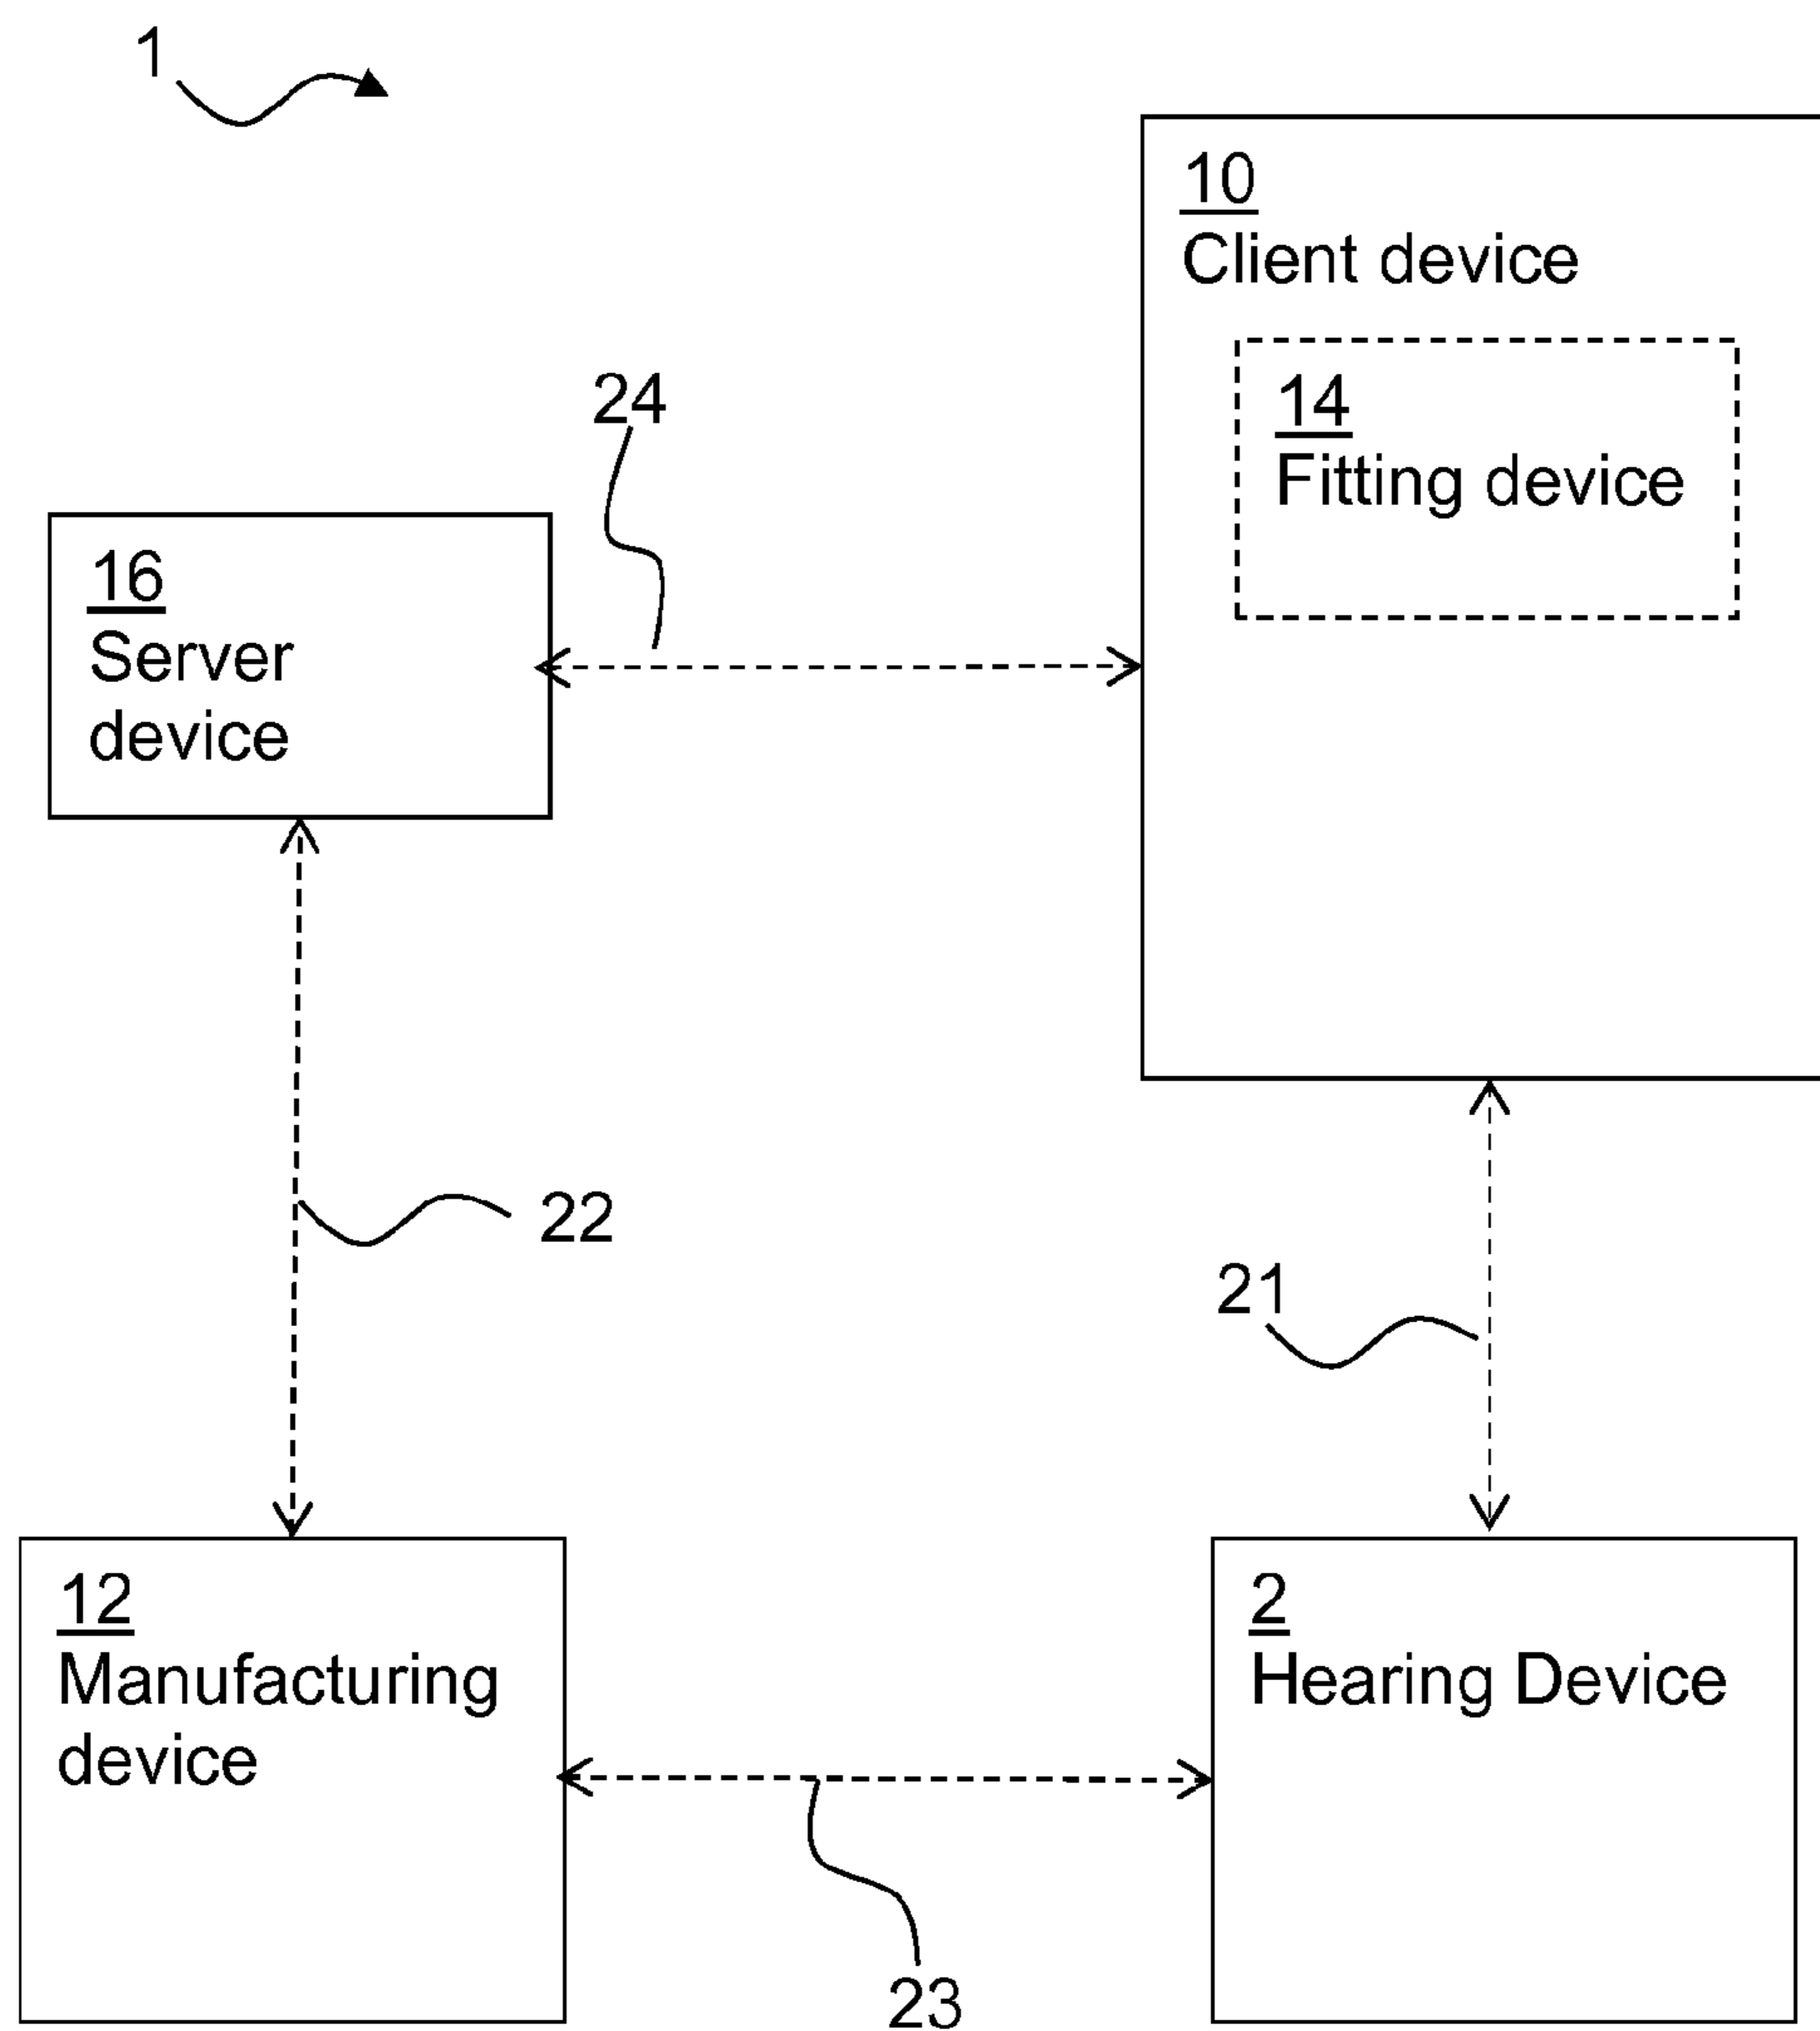 1
10
Client device
14
Fitting device
24
16
Server
device
22
21
12
Manufacturing
device
2
Hearing Device
23